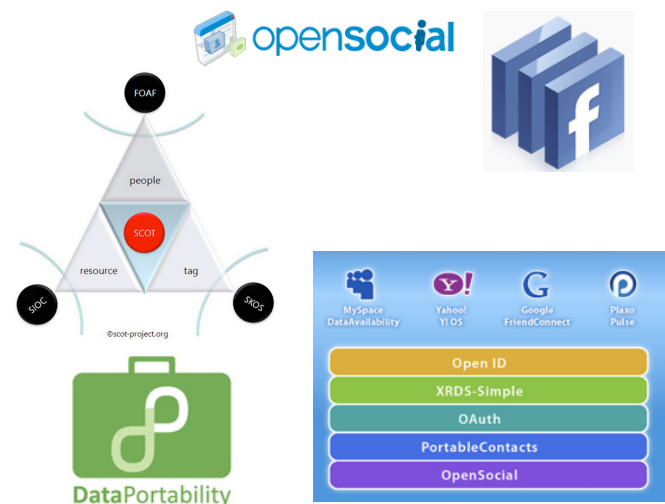 opensocial
f
FOAF
people
SCOT
resource
tag
SIOC
SKOS
©scot-project.org
DataPortability
MySpace
DataAvailability
Y!
Yahoo!
Y! OS
G
Google
FriendConnect
Plaxo
Pulse
Open ID
XRDS-Simple
OAuth
PortableContacts
OpenSocial